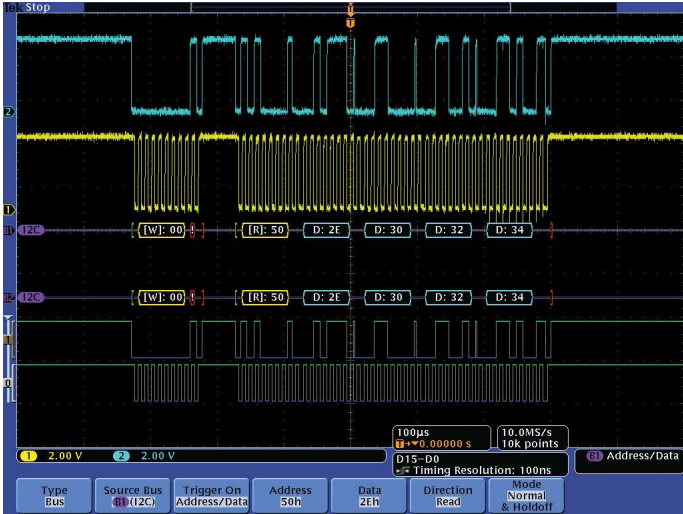 Tek Stop
T
T
2
1
B1 I2C [W]: 00 ! [R]: 50 D: 2E D: 30 D: 32 D: 34
B2 I2C [W]: 00 ! [R]: 50 D: 2E D: 30 D: 32 D: 34
1
0
100µs
T→▼0.00000 s
10.0MS/s
10k points
1 2.00 V 2 2.00 V
D15-D0
Timing Resolution: 100ns
B1 Address/Data
Type
Bus
Source Bus
B1(I2C)
Trigger On
Address/Data
Address
50h
Data
2Eh
Direction
Read
Mode
Normal
& Holdoff